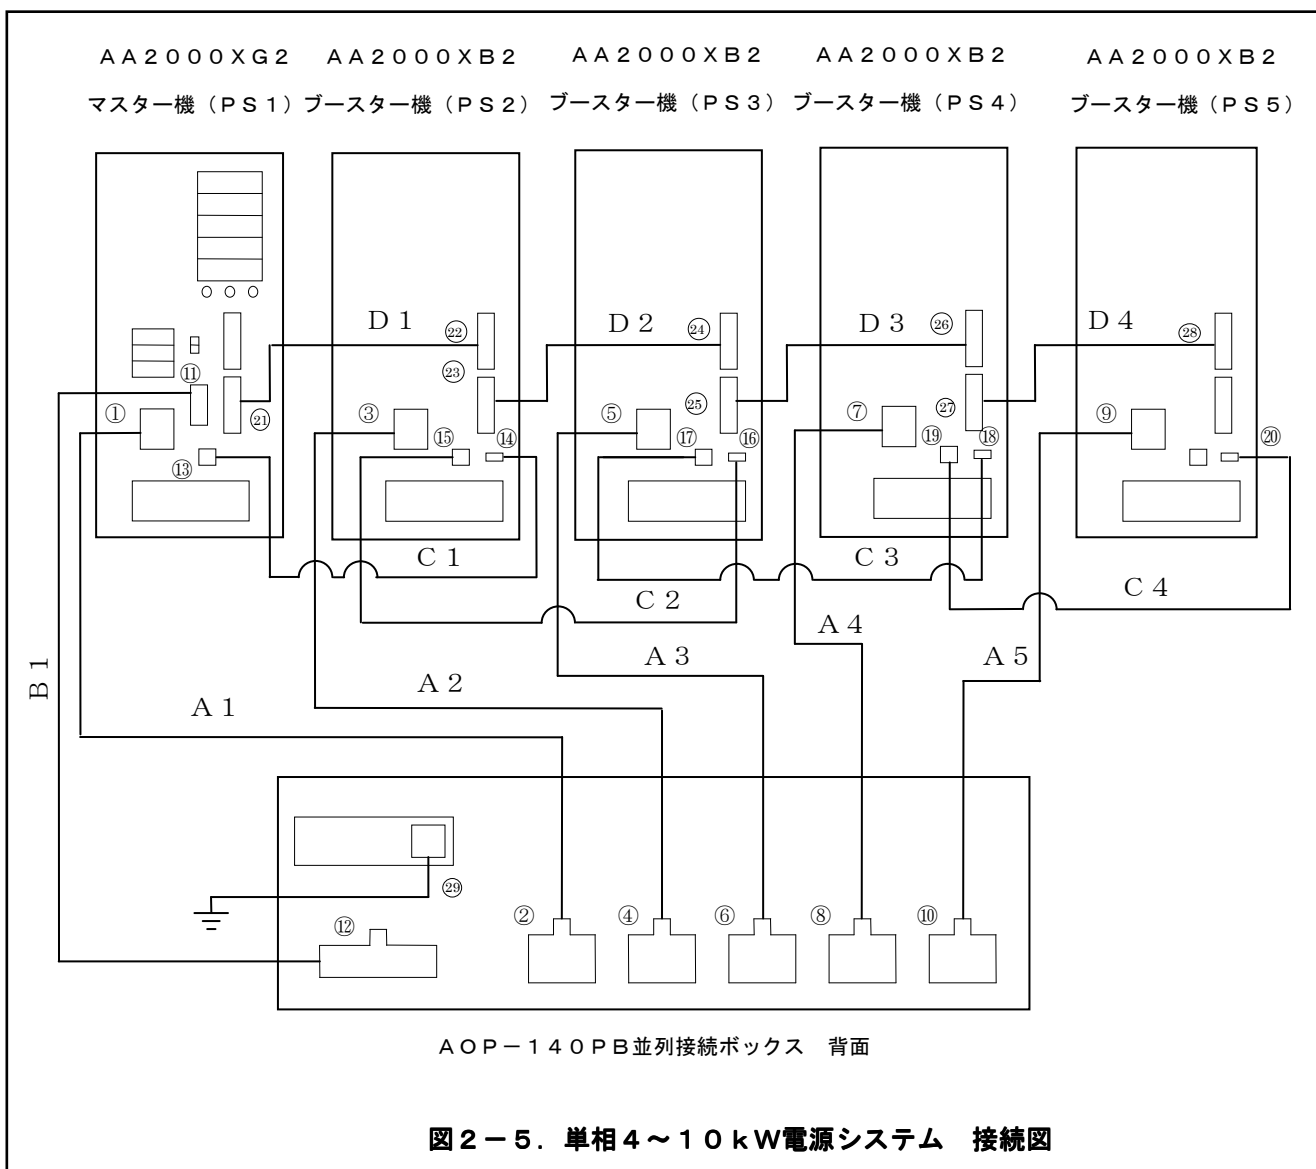 AA2000XG2 AA2000XB2 AA2000XB2 AA2000XB2 AA2000XB2
マスター機（PS1） ブースター機（PS2） ブースター機（PS3） ブースター機（PS4） ブースター機（PS5）
D1 ㉒ D2 ㉔ D3 ㉖ D4 ㉘
⑪ ㉓
① ㉑ ③ ⑤ ㉕ ⑦ ㉗ ⑨
⑬ ⑮ ⑭ ⑰ ⑯ ⑲ ⑱ ⑳
C1 C3
C2 C4
A4
B1 A3 A5
A2
A1
㉙
⑫ ② ④ ⑥ ⑧ ⑩
AOP－140PB並列接続ボックス　背面
図２－５．単相４～１０ｋＷ電源システム　接続図